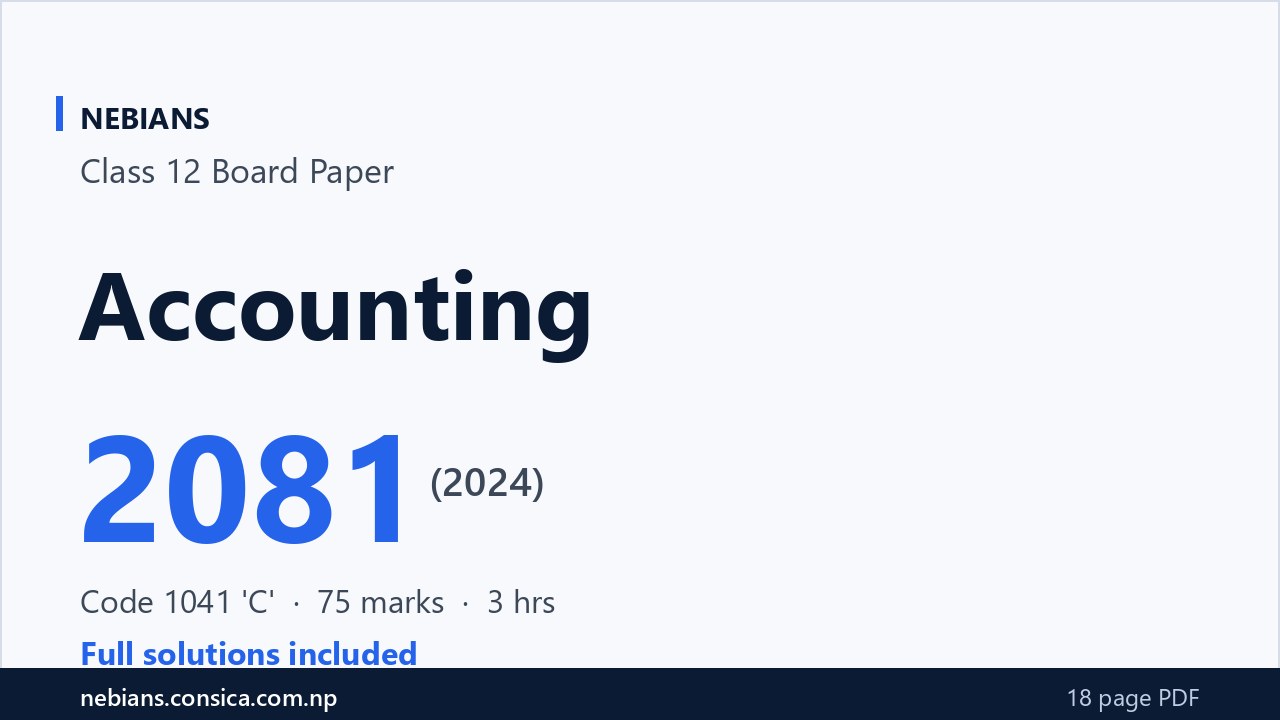 NEBIANS
Class 12 Board Paper
Accounting
2081 (2024)
Code 1041 'C' · 75 marks · 3 hrs
Full solutions included
nebians.consica.com.np
18 page PDF